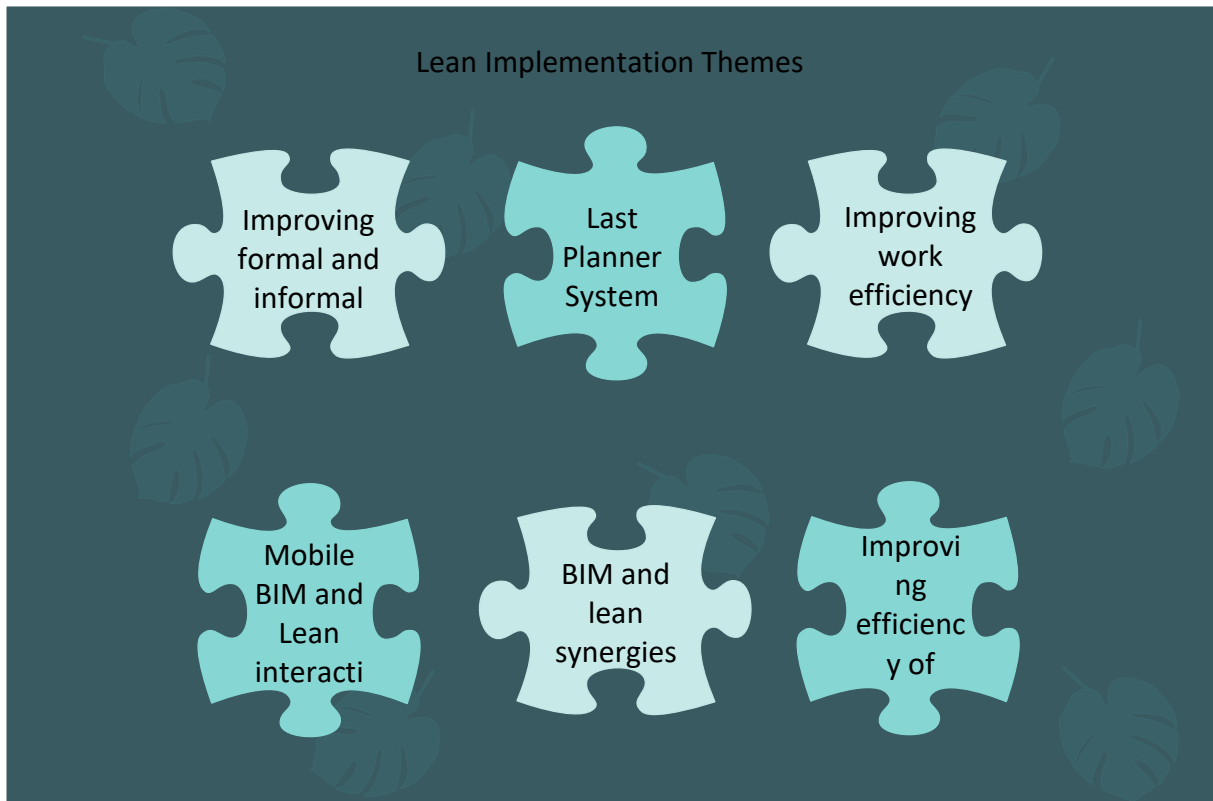 Lean Implementation Themes
Improving
formal and
informal
Last
Planner
System
Improving
work
efficiency
Mobile
BIM and
Lean
interacti
BIM and
lean
synergies
Improvi
ng
efficienc
y of